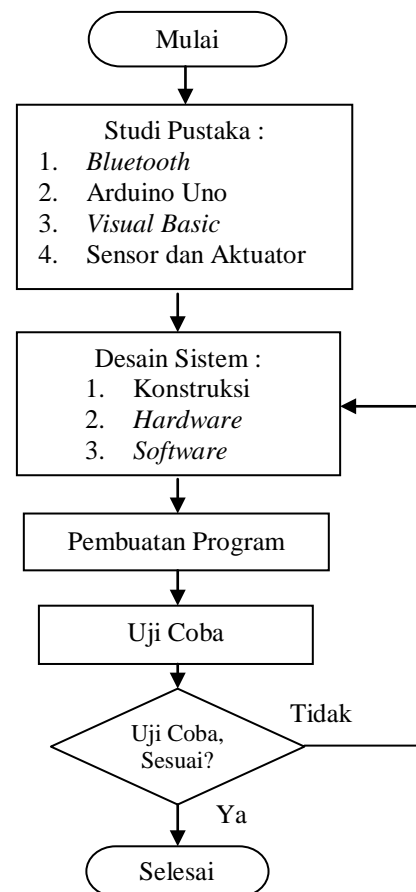 Mulai
Studi Pustaka :
1. Bluetooth
2. Arduino Uno
3. Visual Basic
4. Sensor dan Aktuator
Desain Sistem :
1. Konstruksi
2. Hardware
3. Software
Pembuatan Program
Uji Coba
Uji Coba,
Sesuai?
Tidak
Ya
Selesai